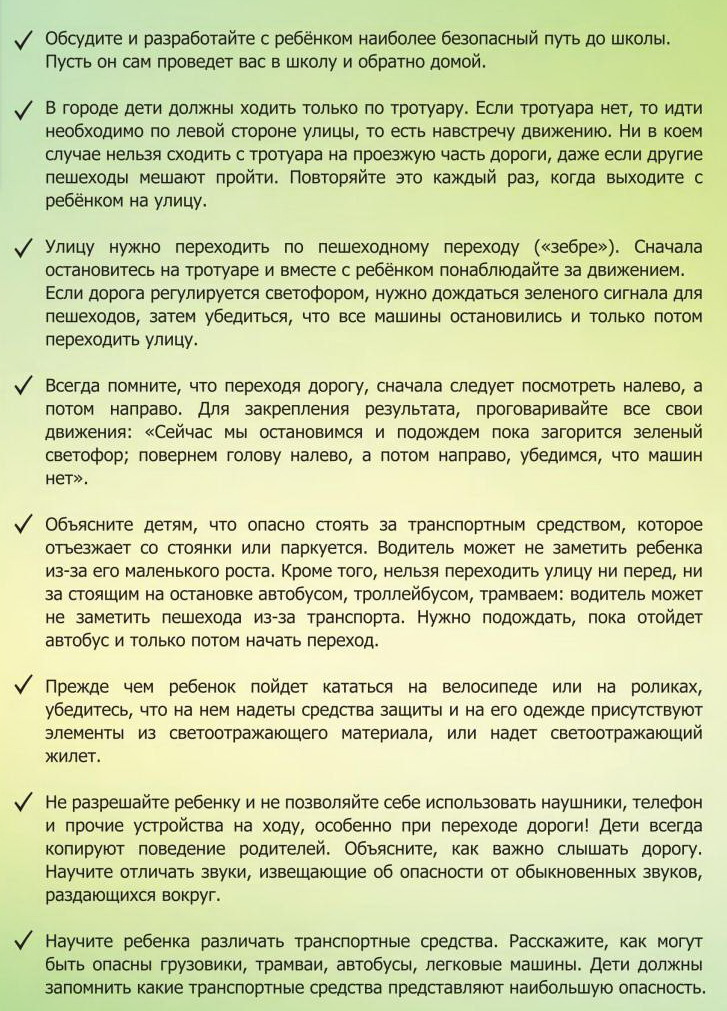 Обсудите и разработайте с ребёнком наиболее безопасный путь до школы.
Пусть он сам проведет вас в школу и обратно домой.
В городе дети должны ходить только по тротуару. Если тротуара нет, то идти
необходимо по левой стороне улицы, то есть навстречу движению. Ни в коем
случае нельзя сходить с тротуара на проезжую часть дороги, даже если другие
пешеходы мешают пройти. Повторяйте это каждый раз, когда выходите с
ребёнком на улицу.
Улицу нужно переходить по пешеходному переходу («зебре»). Сначала
остановитесь на тротуаре и вместе с ребёнком понаблюдайте за движением.
Если дорога регулируется светофором, нужно дождаться зеленого сигнала для
пешеходов, затем убедиться, что все машины остановились и только потом
переходить улицу.
Всегда помните, что переходя дорогу, сначала следует посмотреть налево, а
потом направо. Для закрепления результата, проговаривайте все свои
движения: «Сейчас мы остановимся и подождем пока загорится зеленый
светофор; повернем голову налево, а потом направо, убедимся, что машин
нет».
Объясните детям, что опасно стоять за транспортным средством, которое
отъезжает со стоянки или паркуется. Водитель может не заметить ребенка
из-за его маленького роста. Кроме того, нельзя переходить улицу ни перед, ни
за стоящим на остановке автобусом, троллейбусом, трамваем: водитель может
не заметить пешехода из-за транспорта. Нужно подождать, пока отойдет
автобус и только потом начать переход.
Прежде чем ребенок пойдет кататься на велосипеде или на роликах,
убедитесь, что на нем надеты средства защиты и на его одежде присутствуют
элементы из светоотражающего материала, или надет светоотражающий
жилет.
Не разрешайте ребенку и не позволяйте себе использовать наушники, телефон
и прочие устройства на ходу, особенно при переходе дороги! Дети всегда
копируют поведение родителей. Объясните, как важно слышать дорогу.
Научите отличать звуки, извещающие об опасности от обыкновенных звуков,
раздающихся вокруг.
Научите ребенка различать транспортные средства. Расскажите, как могут
быть опасны грузовики, трамваи, автобусы, легковые машины. Дети должны
запомнить какие транспортные средства представляют наибольшую опасность.